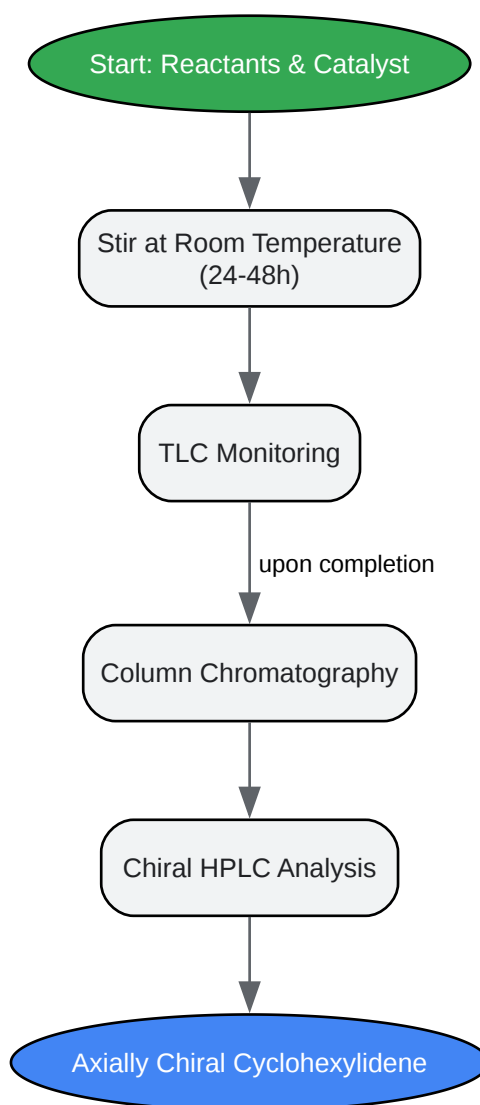 Start: Reactants & Catalyst
Stir at Room Temperature
(24-48h)
TLC Monitoring
upon completion
Column Chromatography
Chiral HPLC Analysis
Axially Chiral Cyclohexylidene